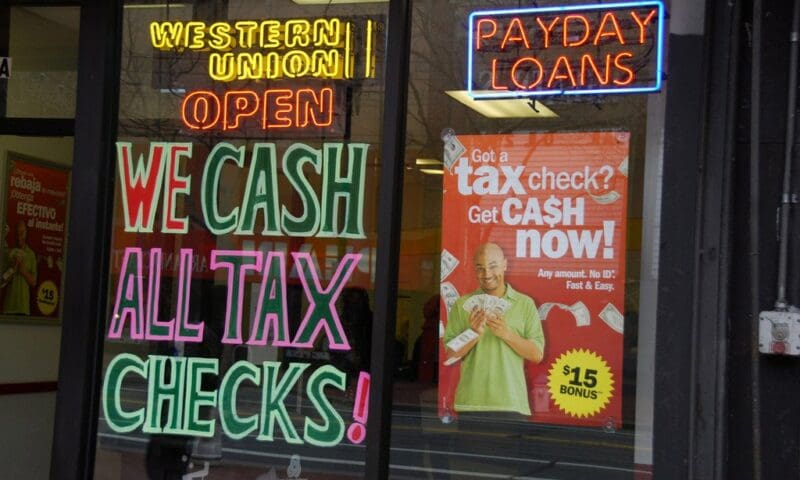 WESTERN
UNION
OPEN
WE CASH
ALL TAX
CHECKS!
PAYDAY
LOANS
Got a
tax check?
Get CA$H
now!
Any amount. No ID*.
Fast & Easy.
$15
BONUS
rebaja
EFECTIVO
al instante!
$15
A